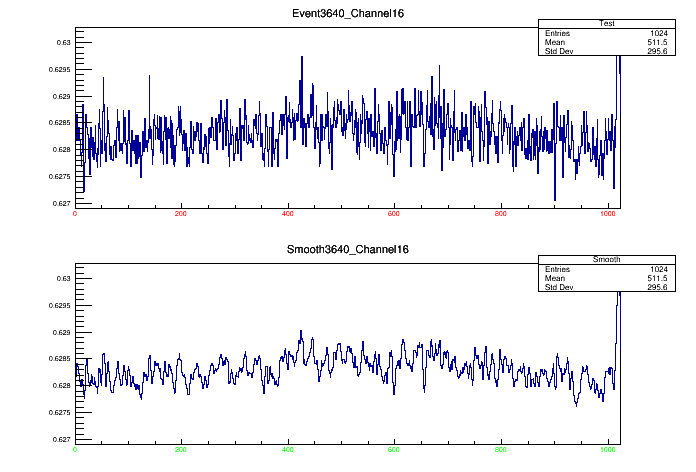 Event3640_Channel16
Test
Entries 1024
Mean 511.5
Std Dev 295.6
0.63
0.6295
0.629
0.6285
0.628
0.6275
0.627
0 200 400 600 800 1000
Smooth3640_Channel16
Smooth
Entries 1024
Mean 511.5
Std Dev 295.6
0.63
0.6295
0.629
0.6285
0.628
0.6275
0.627
0 200 400 600 800 1000